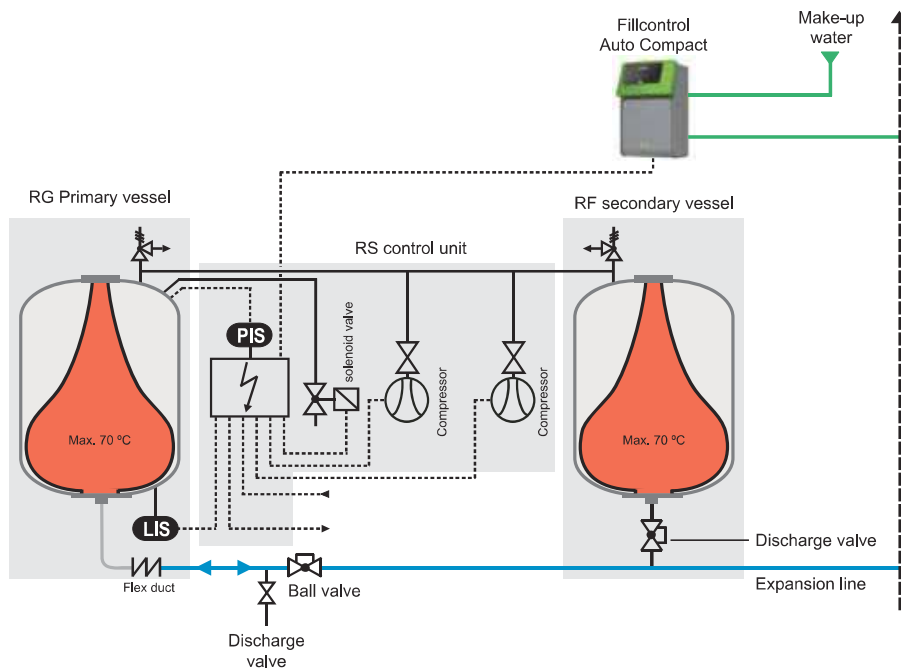 Fillcontrol
Auto Compact
Make-up
water
RG Primary vessel
RF secondary vessel
RS control unit
PIS
solenoid valve
Compressor
Compressor
Max. 70 ºC
Max. 70 ºC
LIS
Discharge valve
Flex duct
Ball valve
Expansion line
Discharge
valve